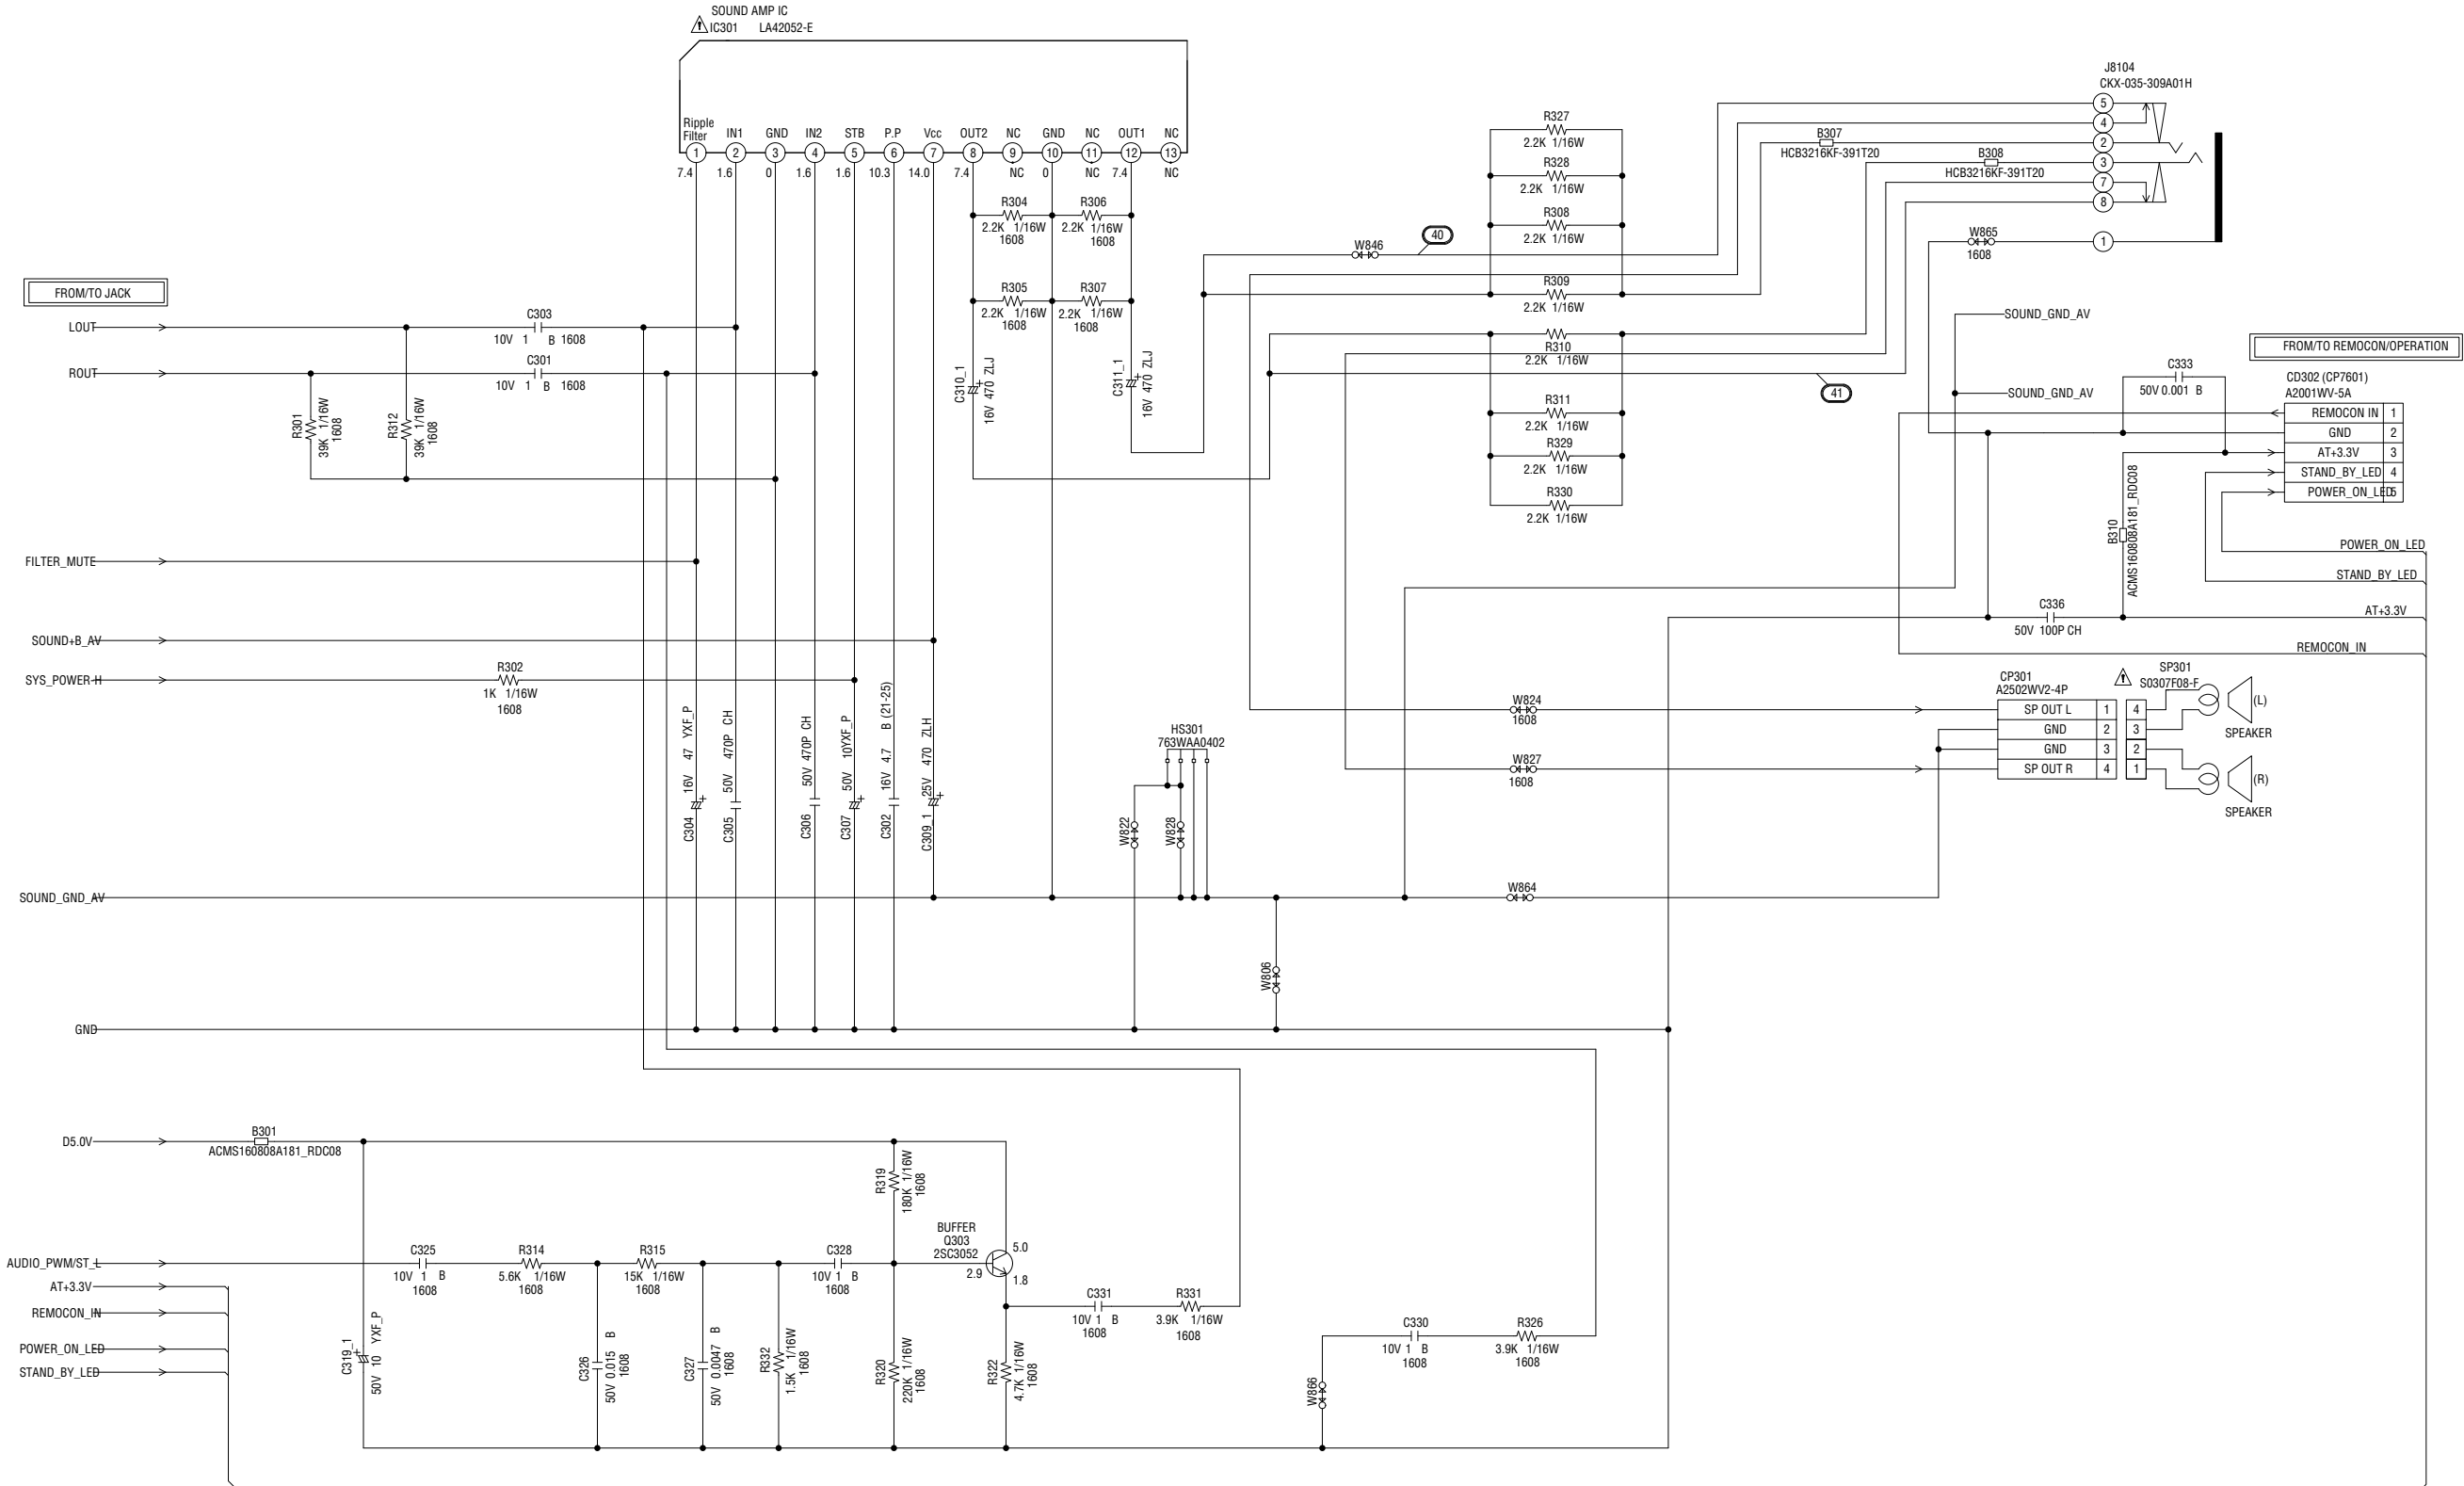 SOUND AMP IC
IC301 LA42052-E
Ripple
Filter IN1 GND IN2 STB P.P Vcc OUT2 NC GND NC OUT1 NC
1 2 3 4 5 6 7 8 9 10 11 12 13
7.4 1.6 0 1.6 1.6 10.3 14.0 7.4 NC 0 NC 7.4 NC
J8104
CKX-035-309A01H
5
4
2
3
7
8
1
B307
HCB3216KF-391T20
B308
HCB3216KF-391T20
W865
1608
R327
2.2K 1/16W
R328
2.2K 1/16W
R308
2.2K 1/16W
R309
2.2K 1/16W
R310
2.2K 1/16W
R311
2.2K 1/16W
R329
2.2K 1/16W
R330
2.2K 1/16W
W846
40
41
R304
2.2K 1/16W
1608
R306
2.2K 1/16W
1608
R305
2.2K 1/16W
1608
R307
2.2K 1/16W
1608
C310_1
16V 470 ZLJ
C311_1
16V 470 ZLJ
FROM/TO JACK
LOUT
ROUT
C303
10V 1 B 1608
C301
10V 1 B 1608
R301
39K 1/16W
1608
R312
39K 1/16W
1608
FILTER_MUTE
SOUND+B_AV
SYS_POWER-H
R302
1K 1/16W
1608
C304 16V 47 YXF_P
C305 50V 470P CH
C306 50V 470P CH
C307 50V 10YXF_P
C302 16V 4.7 B (21-25)
C309_1 25V 470 ZLH
SOUND_GND_AV
SOUND_GND_AV
FROM/TO REMOCON/OPERATION
C333
50V 0.001 B
CD302 (CP7601)
A2001WV-5A
REMOCON IN 1
GND 2
AT+3.3V 3
STAND_BY_LED 4
POWER_ON_LED 5
B310
ACMS160808A181_RDC08
POWER_ON_LED
STAND_BY_LED
AT+3.3V
C336
50V 100P CH
REMOCON_IN
CP301
A2502WV2-4P
SP301
S0307F08-F
SP OUT L 1 4
GND 2 3
GND 3 2
SP OUT R 4 1
(L)
SPEAKER
(R)
SPEAKER
W824
1608
W827
1608
HS301
763WAA0402
W822
W828
W864
W806
SOUND_GND_AV
GND
D5.0V
B301
ACMS160808A181_RDC08
R319
180K 1/16W
1608
BUFFER
Q303
2SC3052
5.0
2.9
1.8
AUDIO_PWM/ST_L
AT+3.3V
REMOCON_IN
POWER_ON_LED
STAND_BY_LED
C325
10V 1 B
1608
R314
5.6K 1/16W
1608
R315
15K 1/16W
1608
C328
10V 1 B
1608
C331
10V 1 B
1608
R331
3.9K 1/16W
1608
C330
10V 1 B
1608
R326
3.9K 1/16W
1608
C319_1
50V 10 YXF_P
C326
50V 0.015 B
1608
C327
50V 0.0047 B
1608
R332
1.5K 1/16W
1608
R320
220K 1/16W
1608
R322
4.7K 1/16W
1608
W866